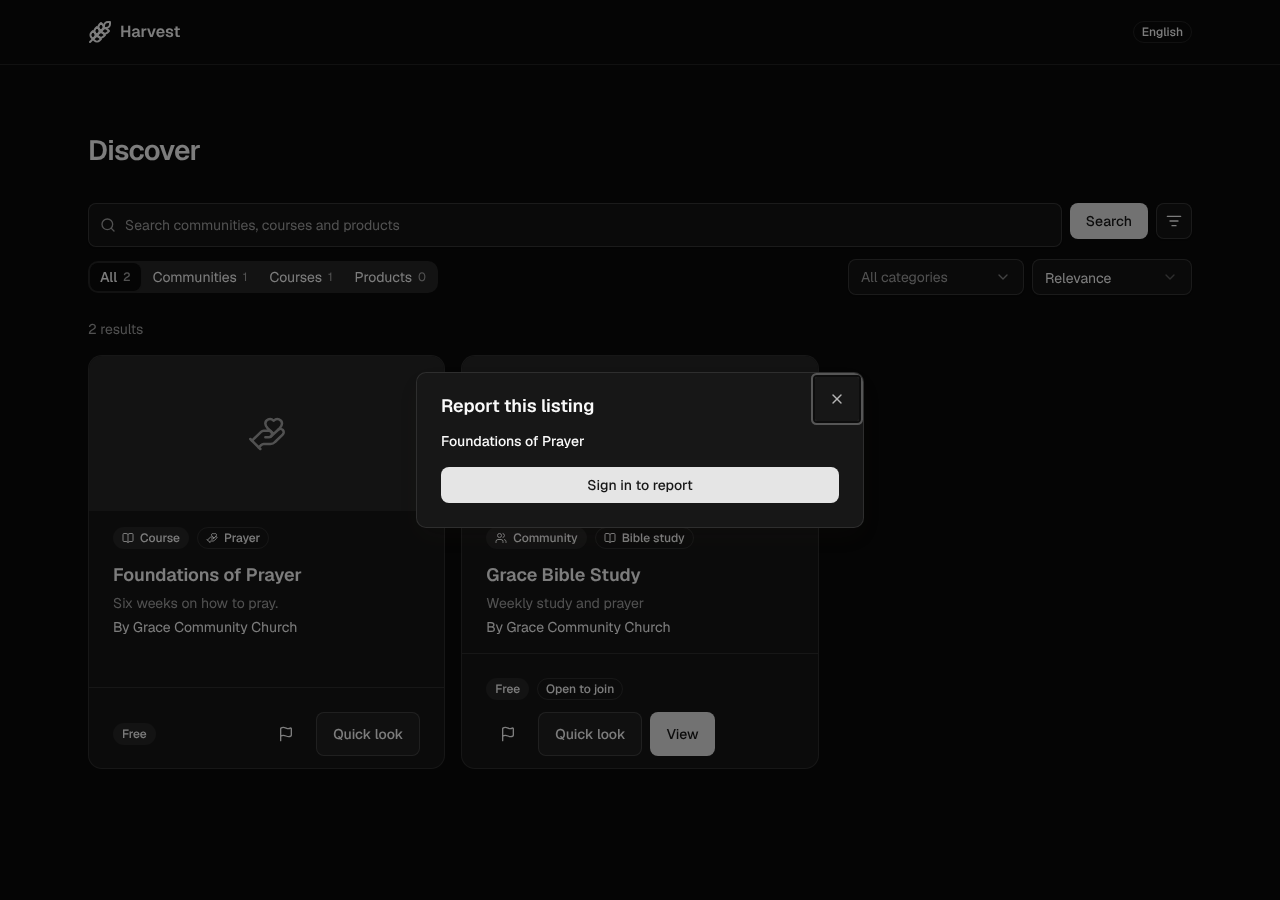 Harvest
English
Discover
Search communities, courses and products
Search
All 2 Communities 1 Courses 1 Products 0
All categories
Relevance
2 results
Report this listing
Foundations of Prayer
Sign in to report
Course Prayer
Foundations of Prayer
Six weeks on how to pray.
By Grace Community Church
Free
Quick look
Community Bible study
Grace Bible Study
Weekly study and prayer
By Grace Community Church
Free Open to join
Quick look View